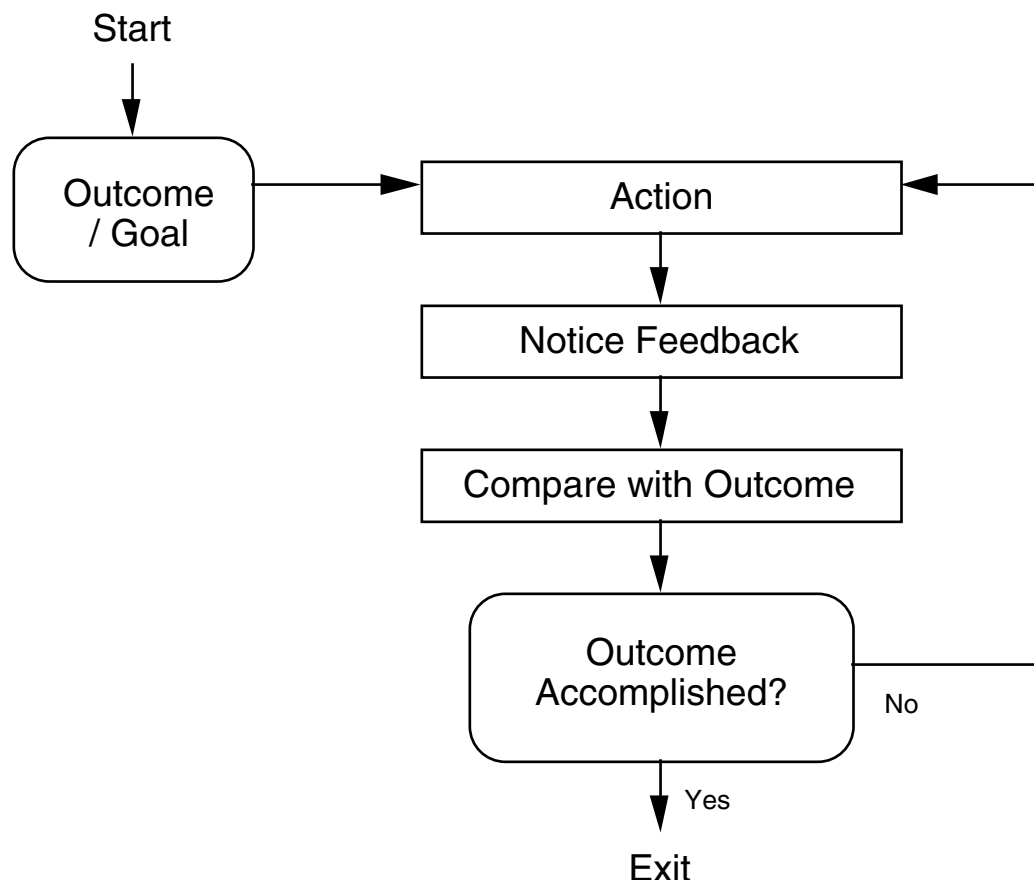 Start
Outcome
/ Goal
Action
Notice Feedback
Compare with Outcome
Outcome
Accomplished?
No
Yes
Exit